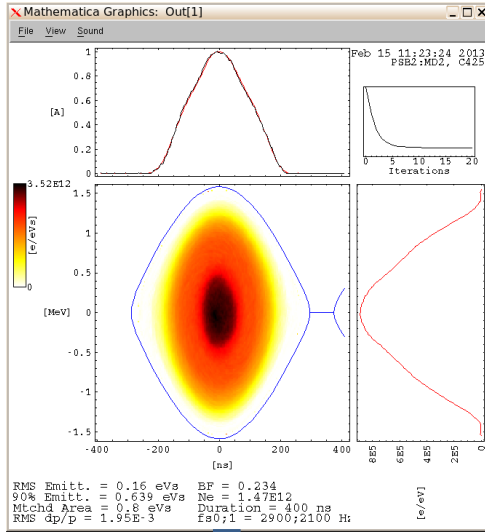 Mathematica Graphics: Out[1]
File View Sound
Feb 15 11:23:24 2013
PSB2:MD2, C425
1
0.8
0.6
0.4
0.2
0
[A]
0 5 10 15 20
Iterations
3.52E12
0
[e/eVs]
1.5
1
0.5
0
-0.5
-1
-1.5
[MeV]
-400 -200 0 200 400
[ns]
8E5 6E5 4E5 2E5 0
[e/eV]
RMS Emitt. = 0.16 eVs BF = 0.234
90% Emitt. = 0.639 eVs Ne = 1.47E12
Mtchd Area = 0.8 eVs Duration = 400 ns
RMS dp/p = 1.95E-3 fs0;1 = 2900;2100 Hz